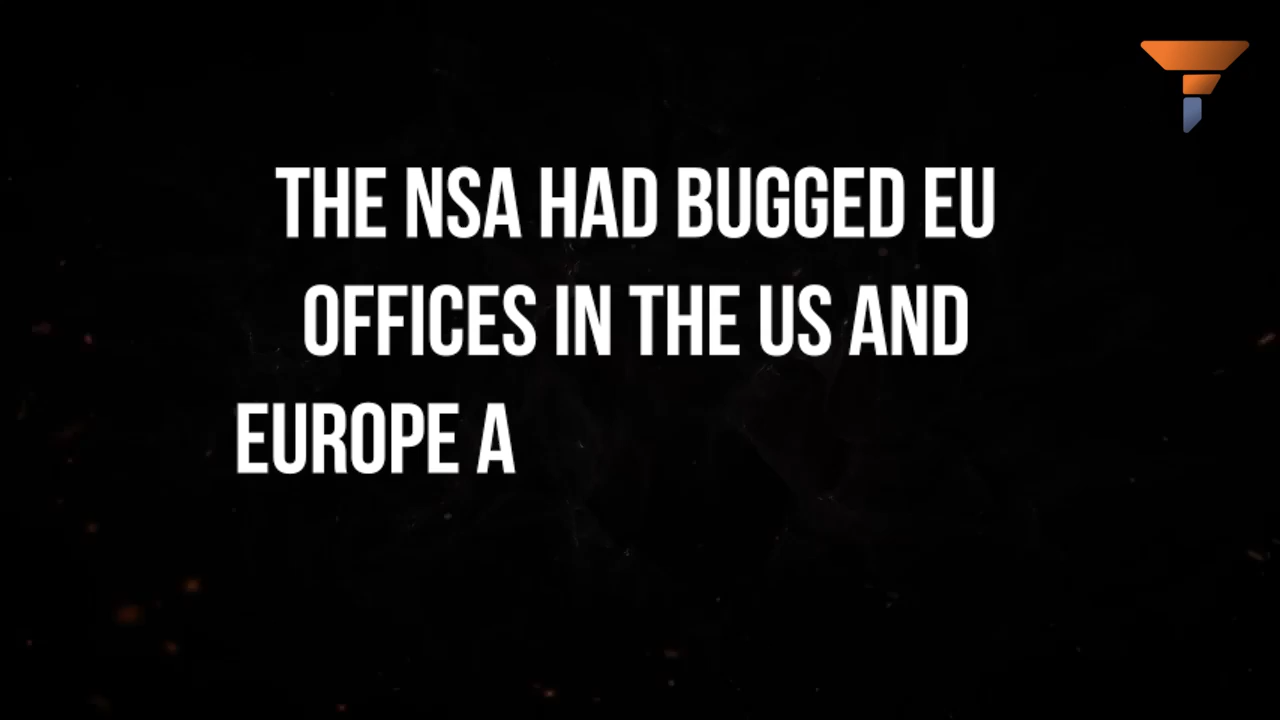 THE NSA HAD BUGGED EU
OFFICES IN THE US AND
EUROPE A